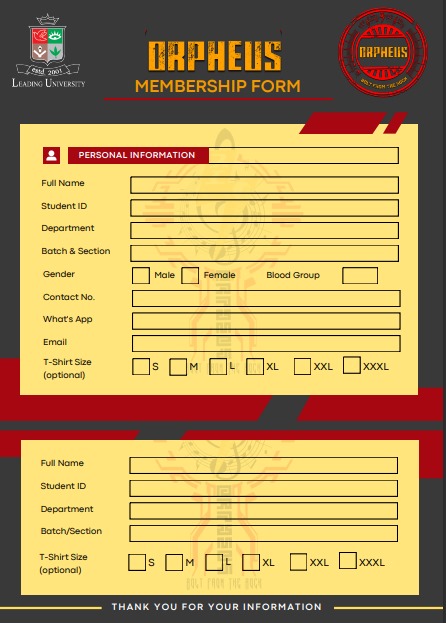 estd. 2001
LEADING UNIVERSITY
ORPHEUS
MEMBERSHIP FORM
ORPHEUS
BOLT FROM THE ROCK
PERSONAL INFORMATION
Full Name
Student ID
Department
Batch & Section
Gender Male Female Blood Group
Contact No.
What's App
Email
T-Shirt Size
(optional) S M L XL XXL XXXL
Full Name
Student ID
Department
Batch/Section
T-Shirt Size
(optional) S M L XL XXL XXXL
BOLT FROM THE ROCK
THANK YOU FOR YOUR INFORMATION